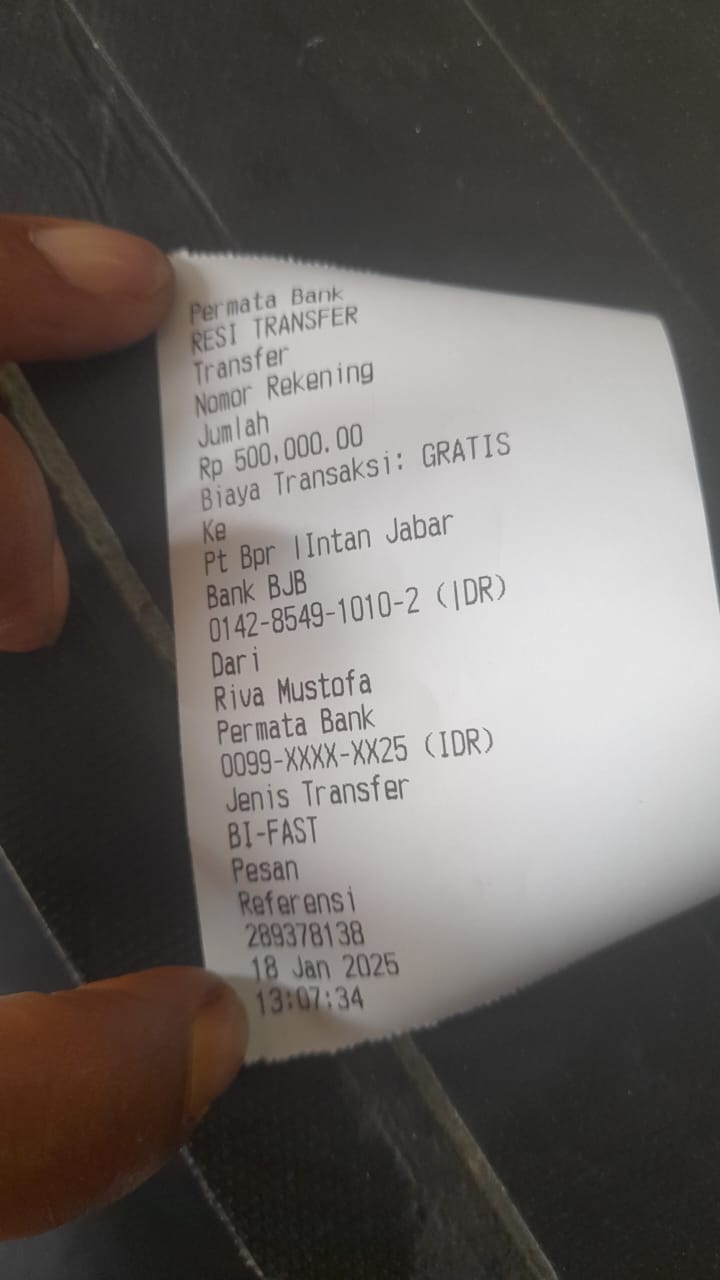 Permata Bank
RESI TRANSFER
Transfer
Nomor Rekening
Jumlah
Rp 500,000.00
Biaya Transaksi: GRATIS
Ke
Pt Bpr |Intan Jabar
Bank BJB
0142-8549-1010-2 (|DR)
Dari
Riva Mustofa
Permata Bank
0099-XXXX-XX25 (IDR)
Jenis Transfer
BI-FAST
Pesan
Referensi
289378138
18 Jan 2025
13:07:34